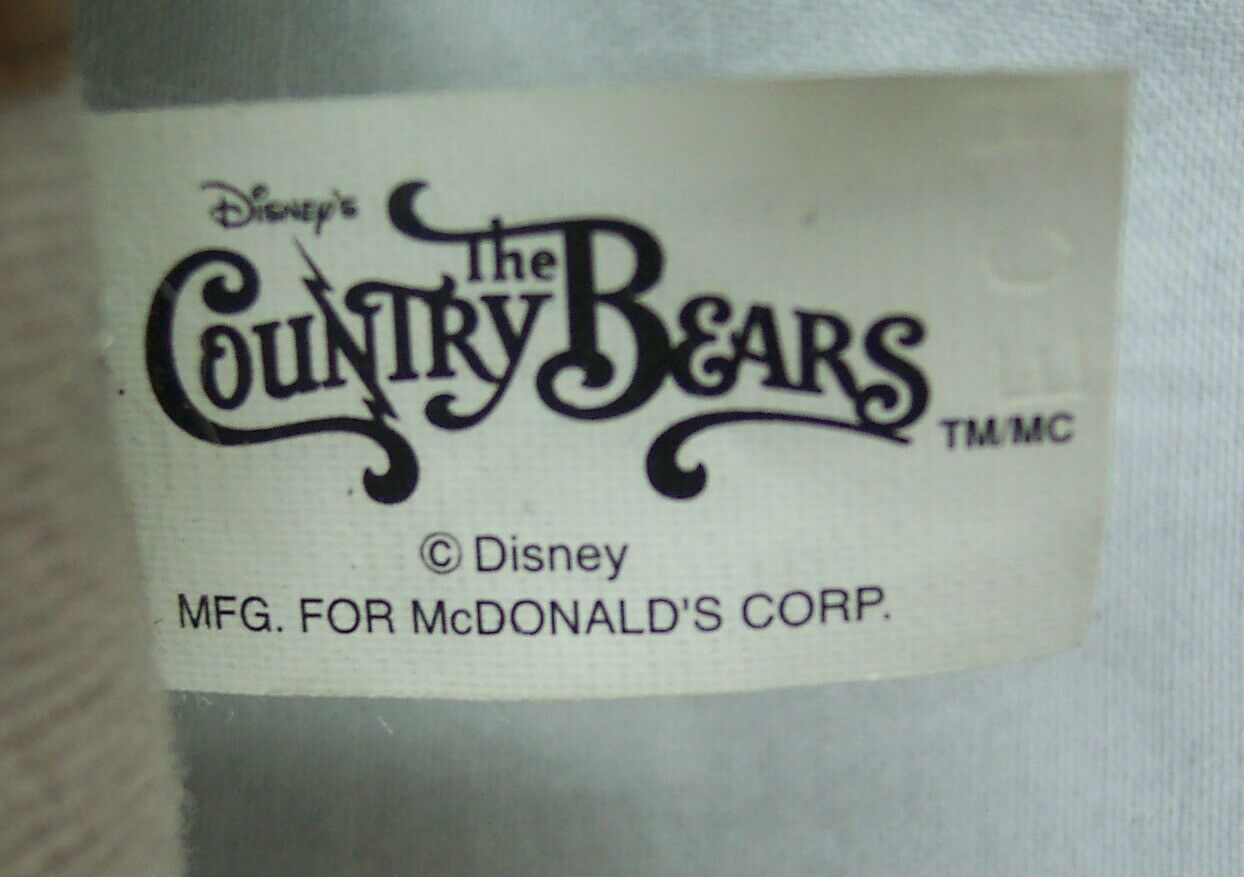 Disney's
The
Country Bears
TM/MC
© Disney
MFG. FOR McDONALD'S CORP.